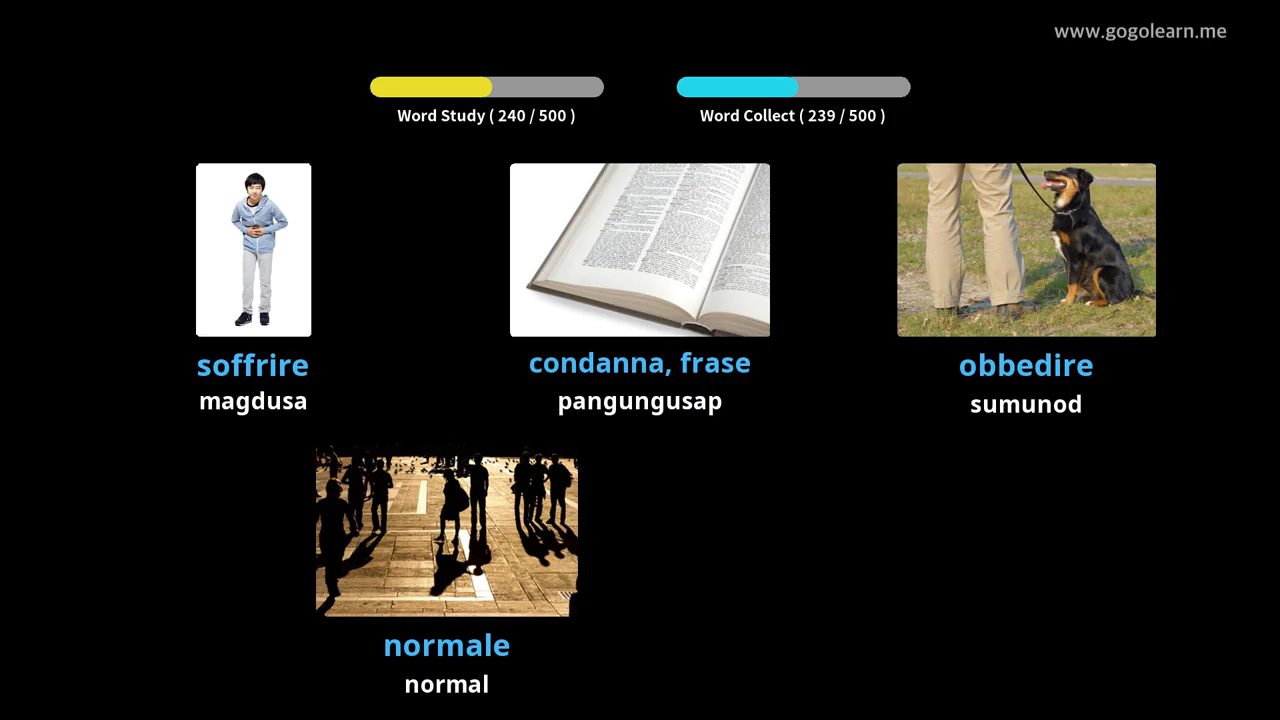 www.gogolearn.me
Word Study ( 240 / 500 )
Word Collect ( 239 / 500 )
soffrire
magdusa
condanna, frase
pangungusap
obbedire
sumunod
normale
normal